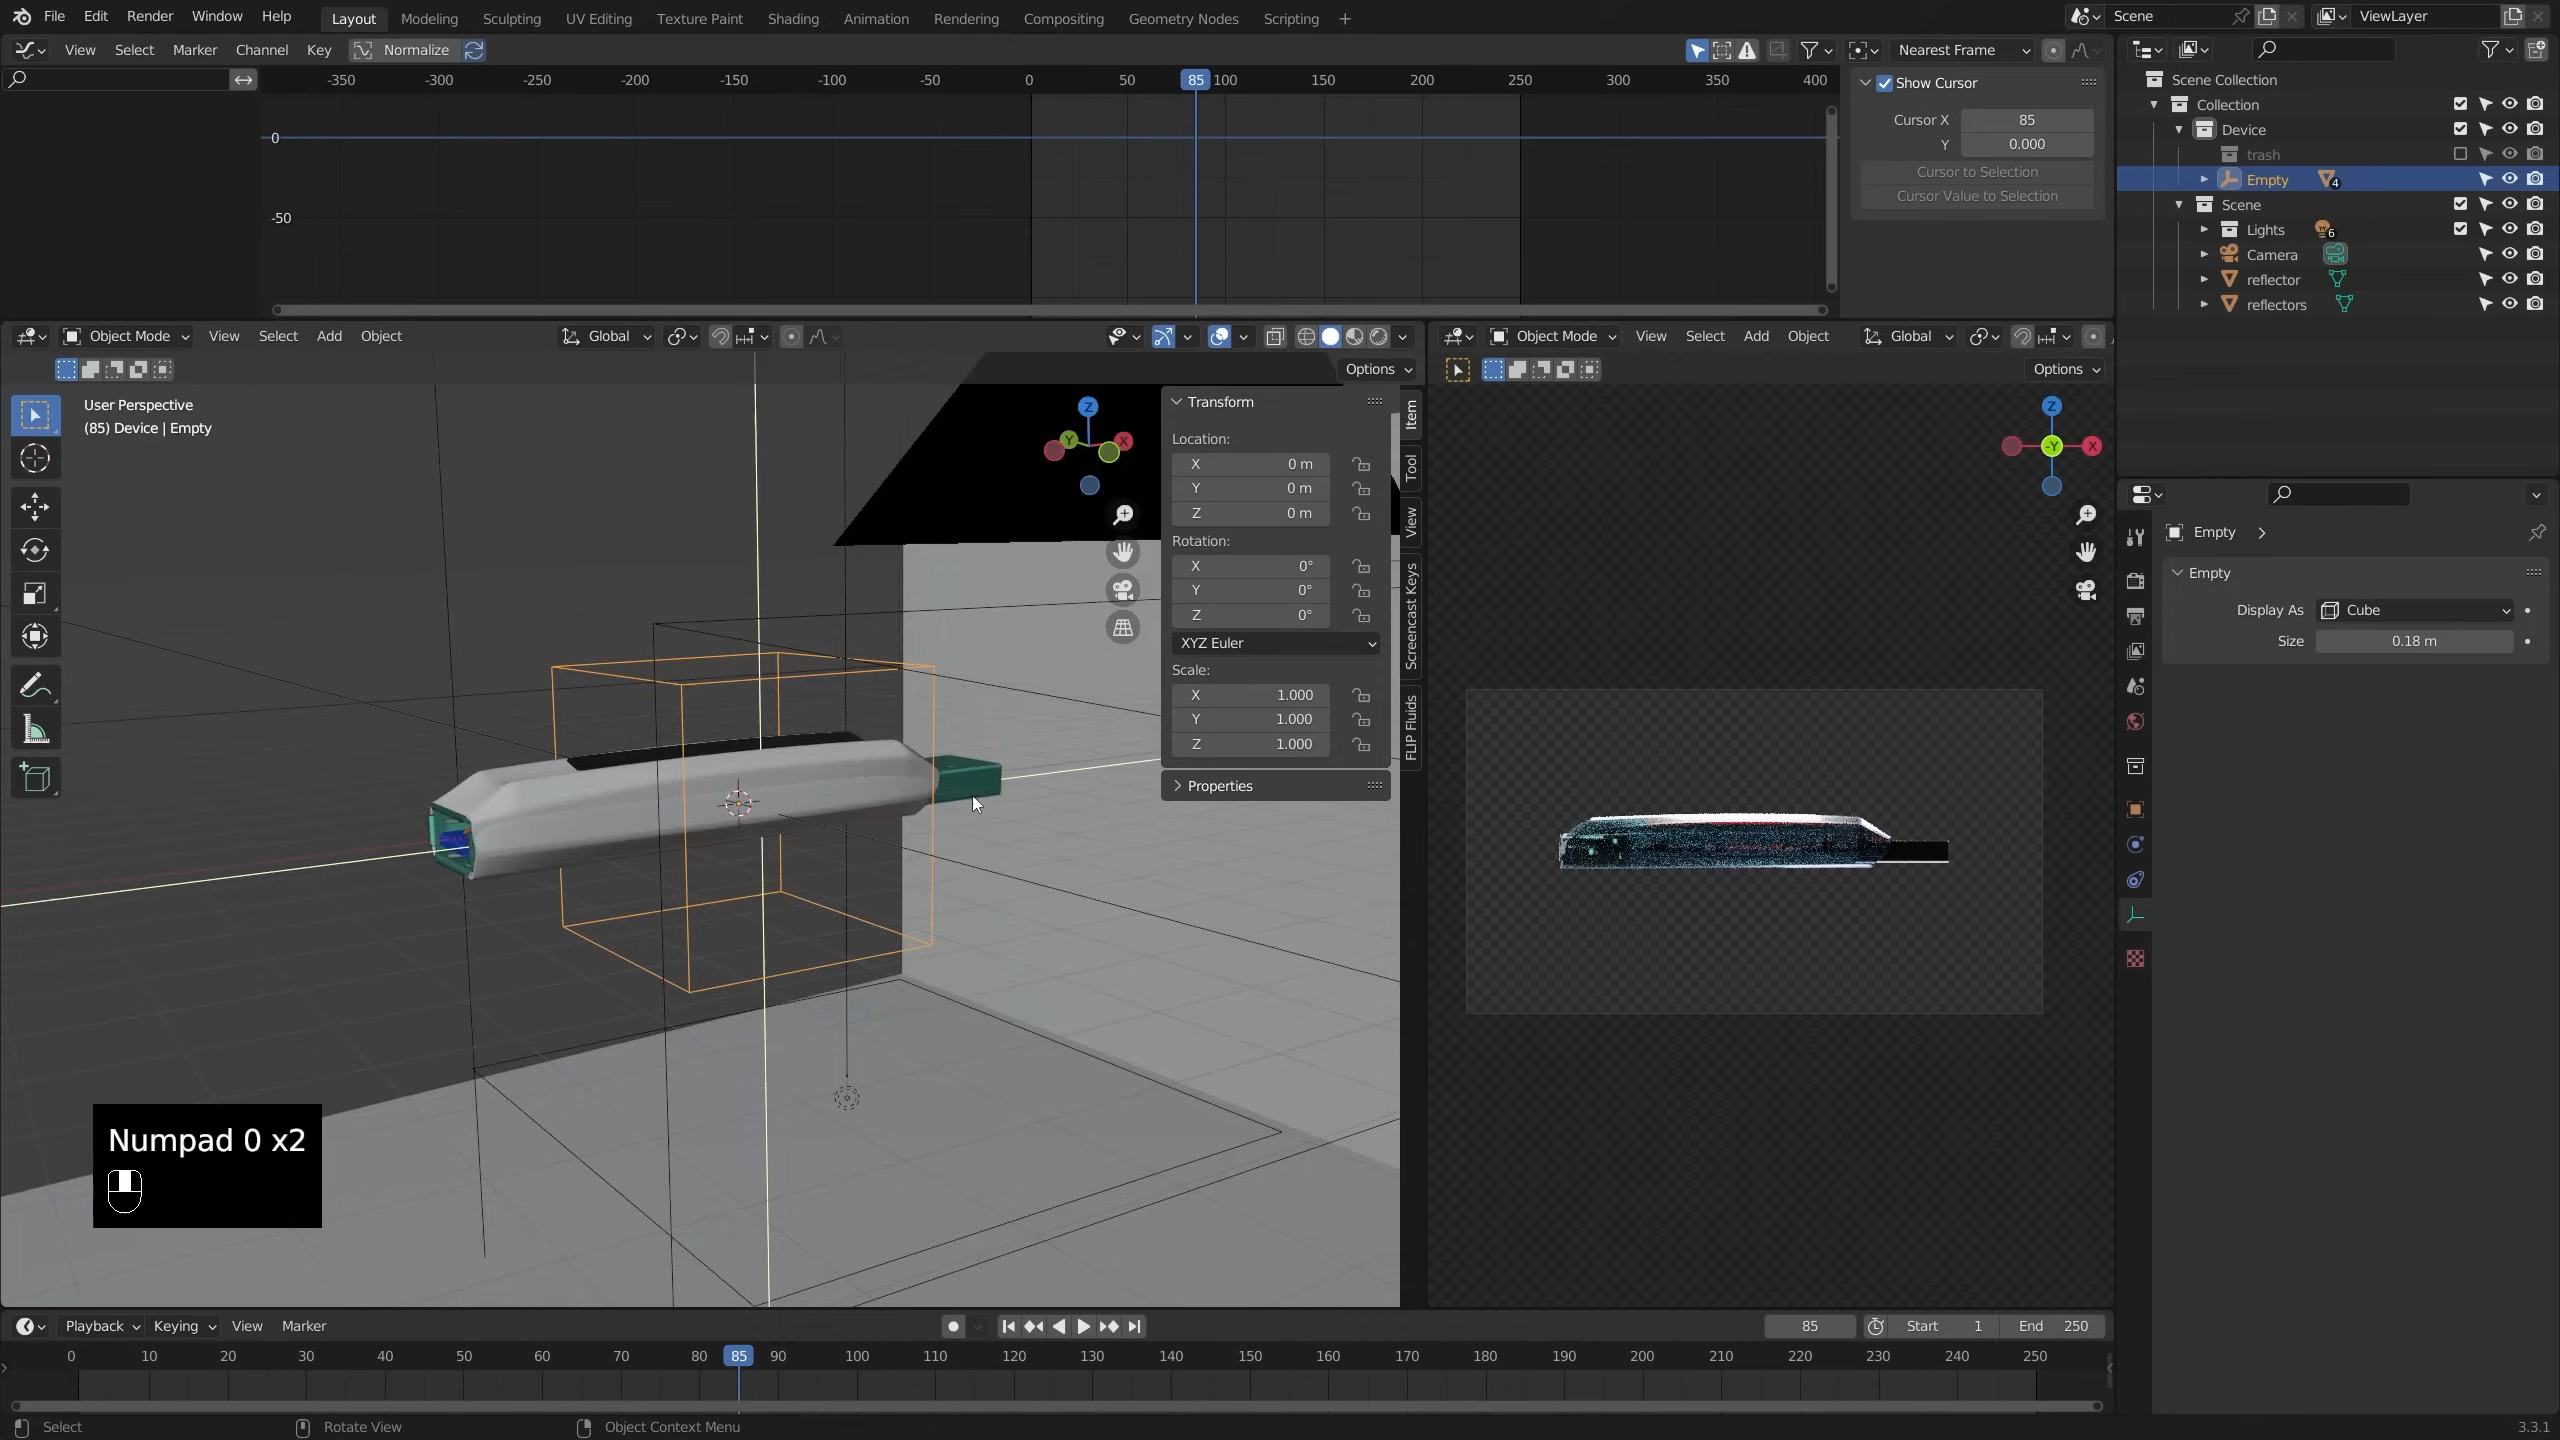 File Edit Render Window Help Layout Modeling Sculpting UV Editing Texture Paint Shading Animation Rendering Compositing Geometry Nodes Scripting + Scene ViewLayer
View Select Marker Channel Key Normalize Nearest Frame
-350 -300 -250 -200 -150 -100 -50 0 50 85 100 150 200 250 300 350 400
0
-50
Show Cursor
Cursor X 85
Y 0.000
Cursor to Selection
Cursor Value to Selection
Scene Collection
Collection
Device
trash
Empty 4
Scene
Lights 6
Camera
reflector
reflectors
Object Mode View Select Add Object Global
Options
User Perspective
(85) Device | Empty
Z
Y
X
Transform
Location:
X 0 m
Y 0 m
Z 0 m
Rotation:
X 0°
Y 0°
Z 0°
XYZ Euler
Scale:
X 1.000
Y 1.000
Z 1.000
Properties
Item
Tool
View
Screencast Keys
FLIP Fluids
Object Mode View Select Add Object Global
Options
Z
-Y
X
Empty
Empty
Display As Cube
Size 0.18 m
Numpad 0 x2
Playback Keying View Marker 85 Start 1 End 250
0 10 20 30 40 50 60 70 80 85 90 100 110 120 130 140 150 160 170 180 190 200 210 220 230 240 250
Select Rotate View Object Context Menu 3.3.1